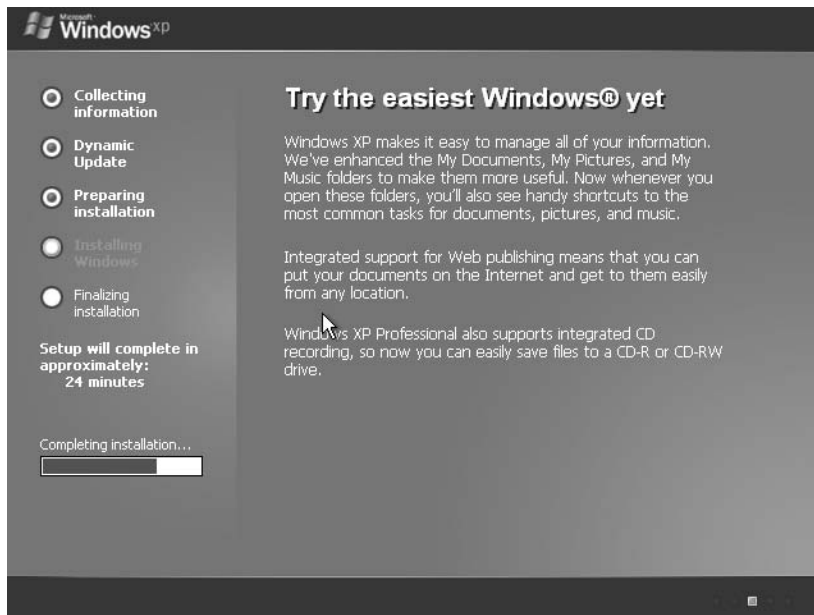 Microsoft
Windows xp
Collecting
information
Dynamic
Update
Preparing
installation
Installing
Windows
Finalizing
installation
Setup will complete in
approximately:
24 minutes
Completing installation...
Try the easiest Windows® yet
Windows XP makes it easy to manage all of your information.
We've enhanced the My Documents, My Pictures, and My
Music folders to make them more useful. Now whenever you
open these folders, you'll also see handy shortcuts to the
most common tasks for documents, pictures, and music.
Integrated support for Web publishing means that you can
put your documents on the Internet and get to them easily
from any location.
Windows XP Professional also supports integrated CD
recording, so now you can easily save files to a CD-R or CD-RW
drive.